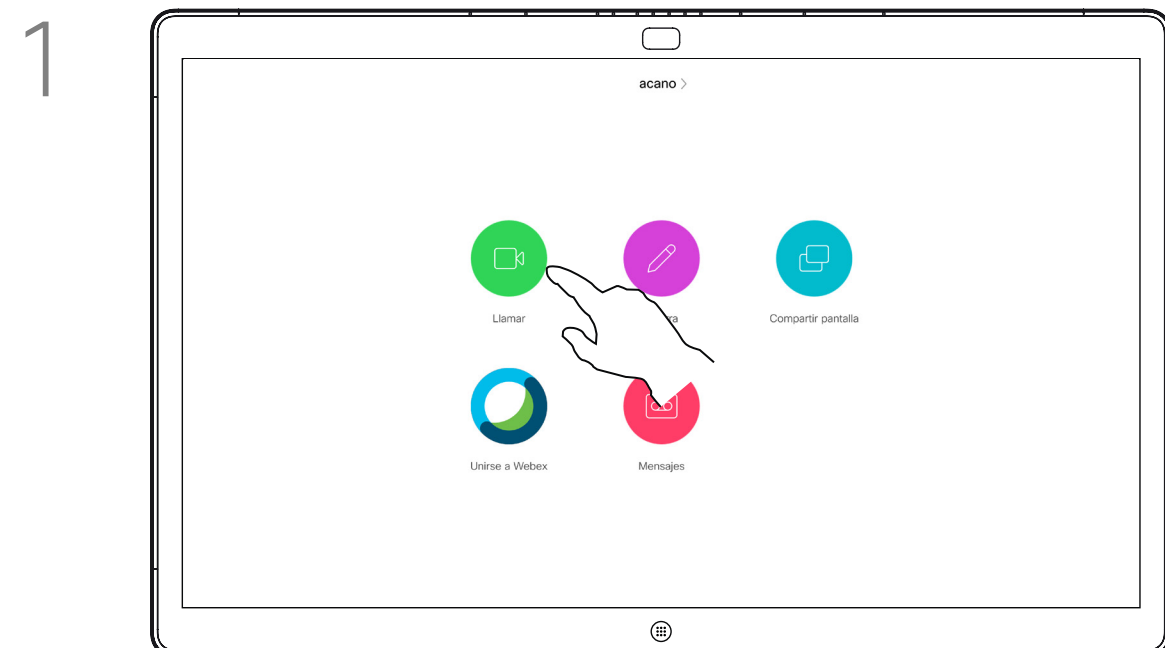 1
acano >
Llamar
Compartir pantalla
Unirse a Webex
Mensajes